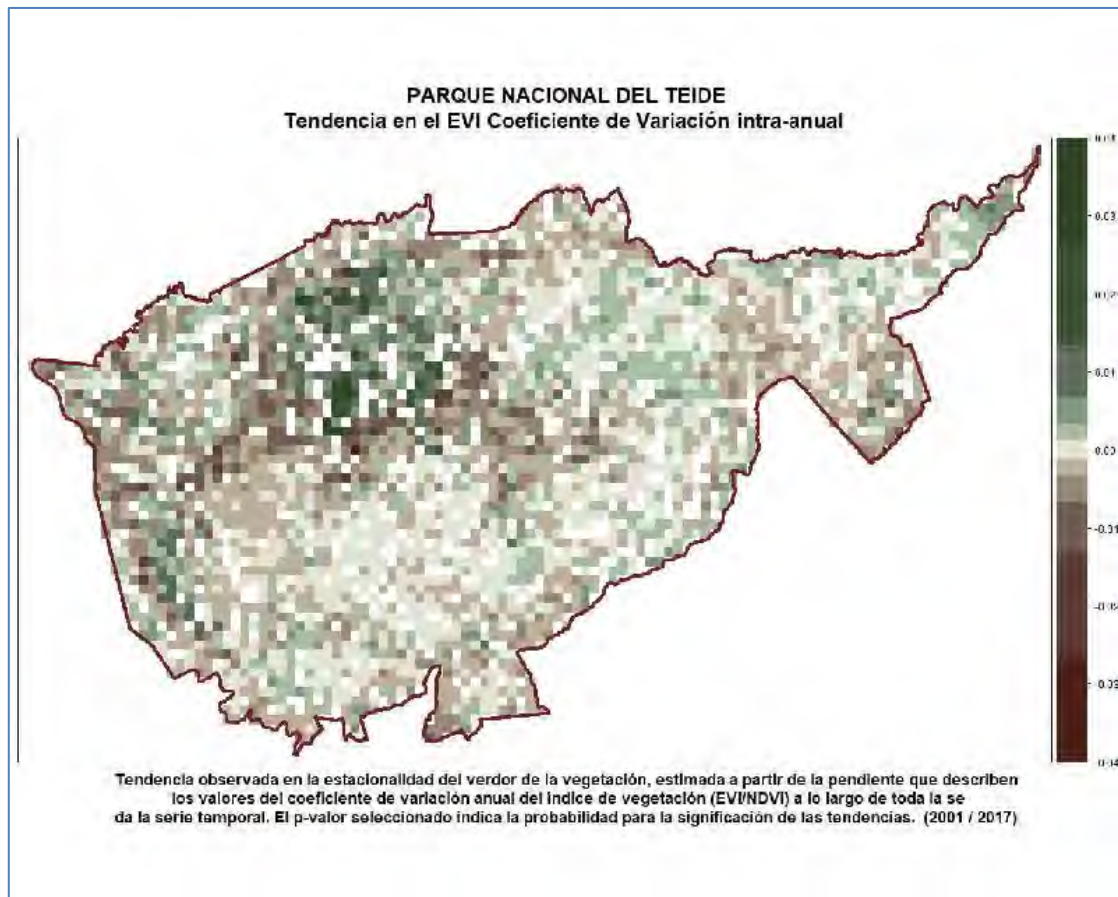 PARQUE NACIONAL DEL TEIDE
Tendencia en el EVI Coeficiente de Variación intra-anual
0.03
0.01
0.00
-0.04
Tendencia observada en la estacionalidad del verdor de la vegetación, estimada a partir de la pendiente que describen
los valores del coeficiente de variación anual del indice de vegetación (EVI/NDVI) a lo largo de toda la se
da la serie temporal. El p-valor seleccionado indica la probabilidad para la significación de las tendencias. (2001 / 2017)